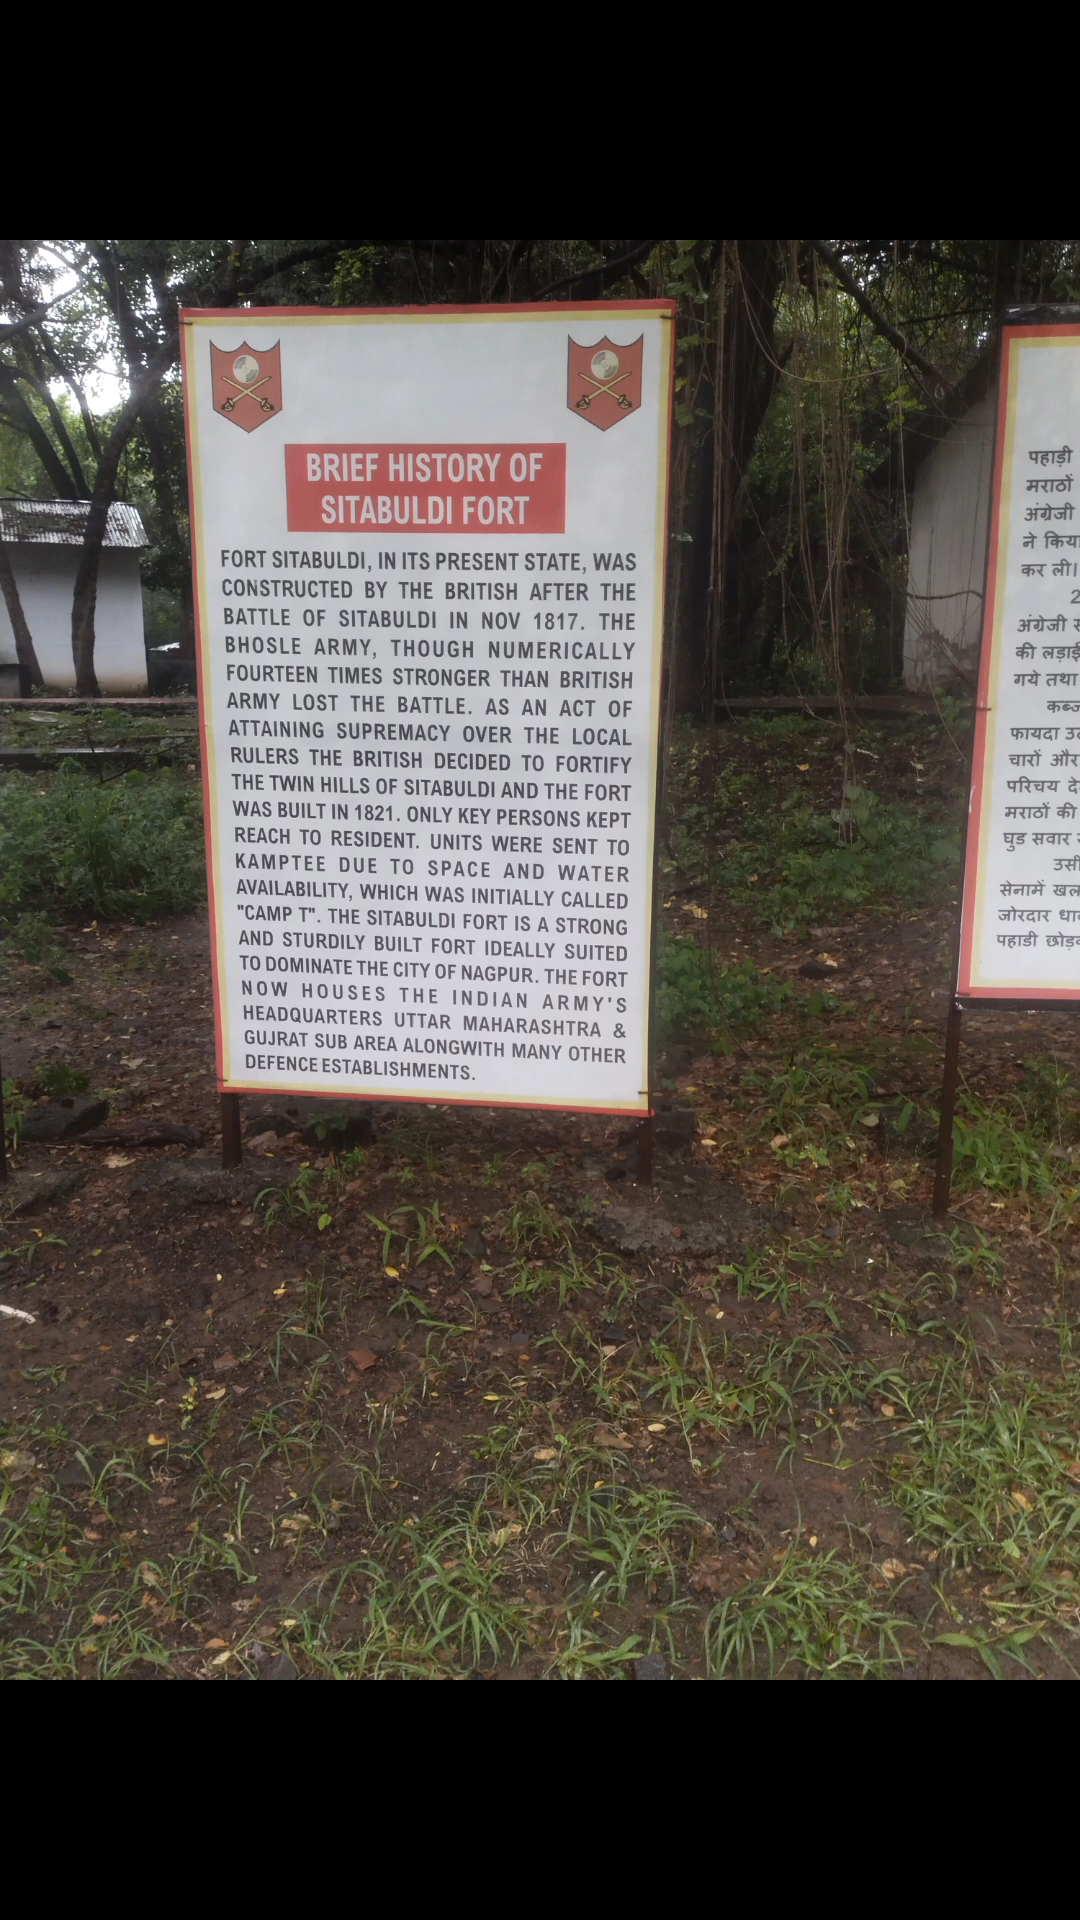 BRIEF HISTORY OF
SITABULDI FORT
FORT SITABULDI, IN ITS PRESENT STATE, WAS
CONSTRUCTED BY THE BRITISH AFTER THE
BATTLE OF SITABULDI IN NOV 1817. THE
BHOSLE ARMY, THOUGH NUMERICALLY
FOURTEEN TIMES STRONGER THAN BRITISH
ARMY LOST THE BATTLE. AS AN ACT OF
ATTAINING SUPREMACY OVER THE LOCAL
RULERS THE BRITISH DECIDED TO FORTIFY
THE TWIN HILLS OF SITABULDI AND THE FORT
WAS BUILT IN 1821. ONLY KEY PERSONS KEPT
REACH TO RESIDENT. UNITS WERE SENT TO
KAMPTEE DUE TO SPACE AND WATER
AVAILABILITY, WHICH WAS INITIALLY CALLED
"CAMP T". THE SITABULDI FORT IS A STRONG
AND STURDILY BUILT FORT IDEALLY SUITED
TO DOMINATE THE CITY OF NAGPUR. THE FORT
NOW HOUSES THE INDIAN ARMY'S
HEADQUARTERS UTTAR MAHARASHTRA &
GUJRAT SUB AREA ALONGWITH MANY OTHER
DEFENCE ESTABLISHMENTS.
पहाड़ी
मराठों
अंग्रेजी
ने किया
कर ली।
2
अंग्रेजी
की लड़ाई
गये तथा
फायदा
चारों और
परिचय
मराठों की
घुड सवार
सेनामें
जोरदार
पहाडी